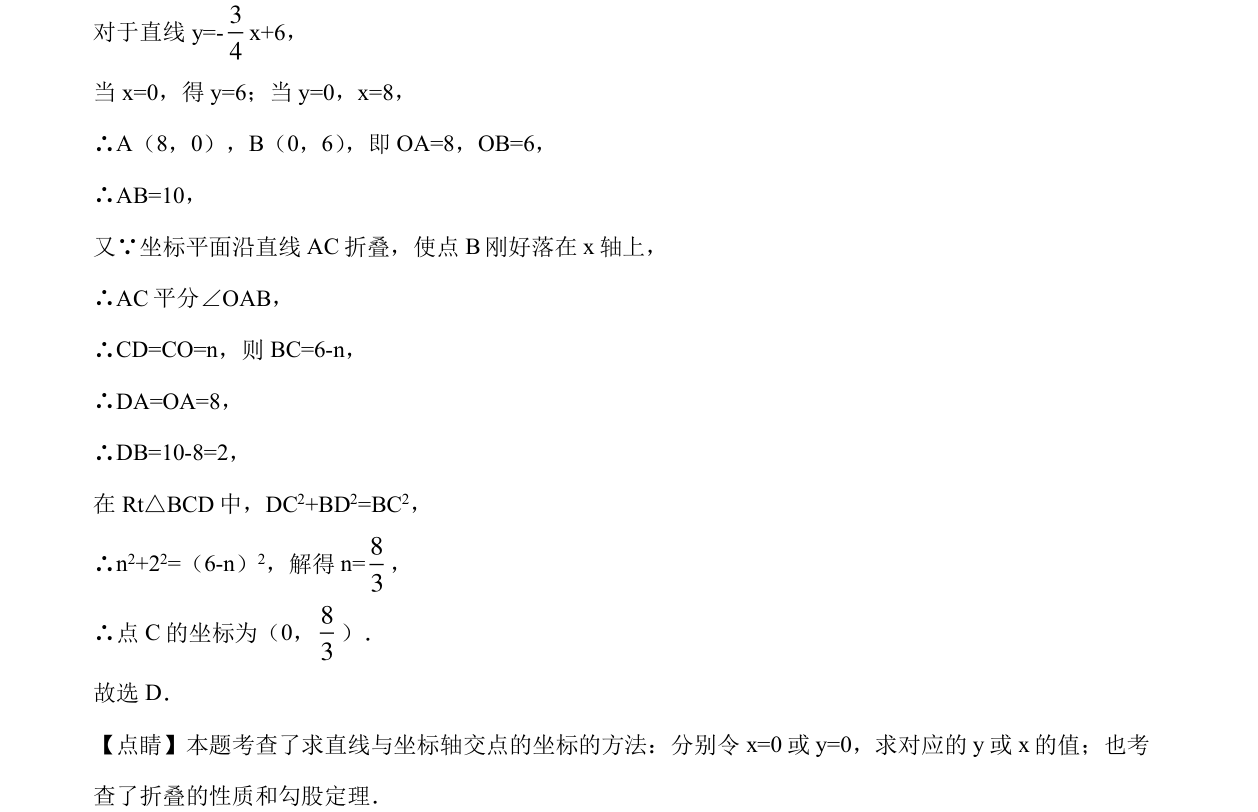 对于直线 y=-3/4 x+6，
当 x=0，得 y=6；当 y=0，x=8，
∴A（8，0），B（0，6），即 OA=8，OB=6，
∴AB=10，
又∵坐标平面沿直线 AC 折叠，使点 B 刚好落在 x 轴上，
∴AC 平分∠OAB，
∴CD=CO=n，则 BC=6-n，
∴DA=OA=8，
∴DB=10-8=2，
在 Rt△BCD 中，DC²+BD²=BC²，
∴n²+2²=（6-n）²，解得 n=8/3，
∴点 C 的坐标为（0，8/3）．
故选 D．
【点睛】本题考查了求直线与坐标轴交点的坐标的方法：分别令 x=0 或 y=0，求对应的 y 或 x 的值；也考
查了折叠的性质和勾股定理．